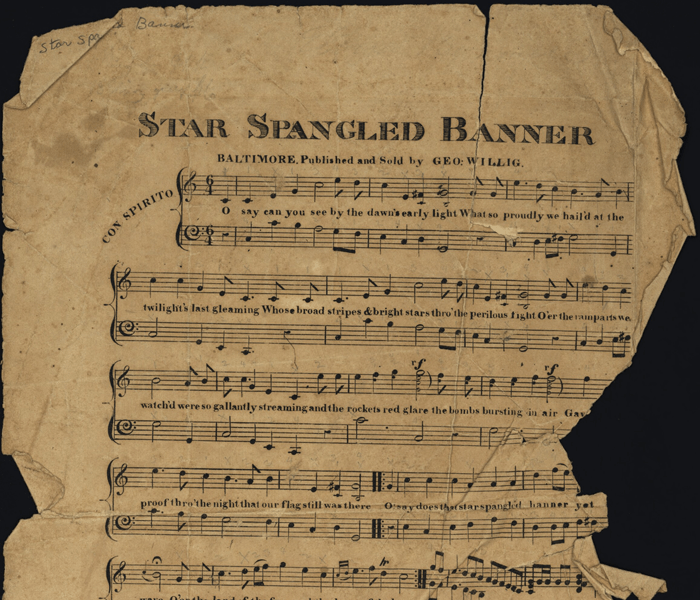 Star Spangled Banner
STAR SPANGLED BANNER
BALTIMORE, Published and Sold by GEO: WILLIG.
CON SPIRITO
O say can you see by the dawn's early light What so proudly we hail'd at the
twilight's last gleaming Whose broad stripes & bright stars thro' the perilous fight O'er the ramparts we
watch'd were so gallantly streaming and the rockets red glare the bombs bursting in air Gav
proof thro' the night that our flag still was there O! say does that star spangled banner yet